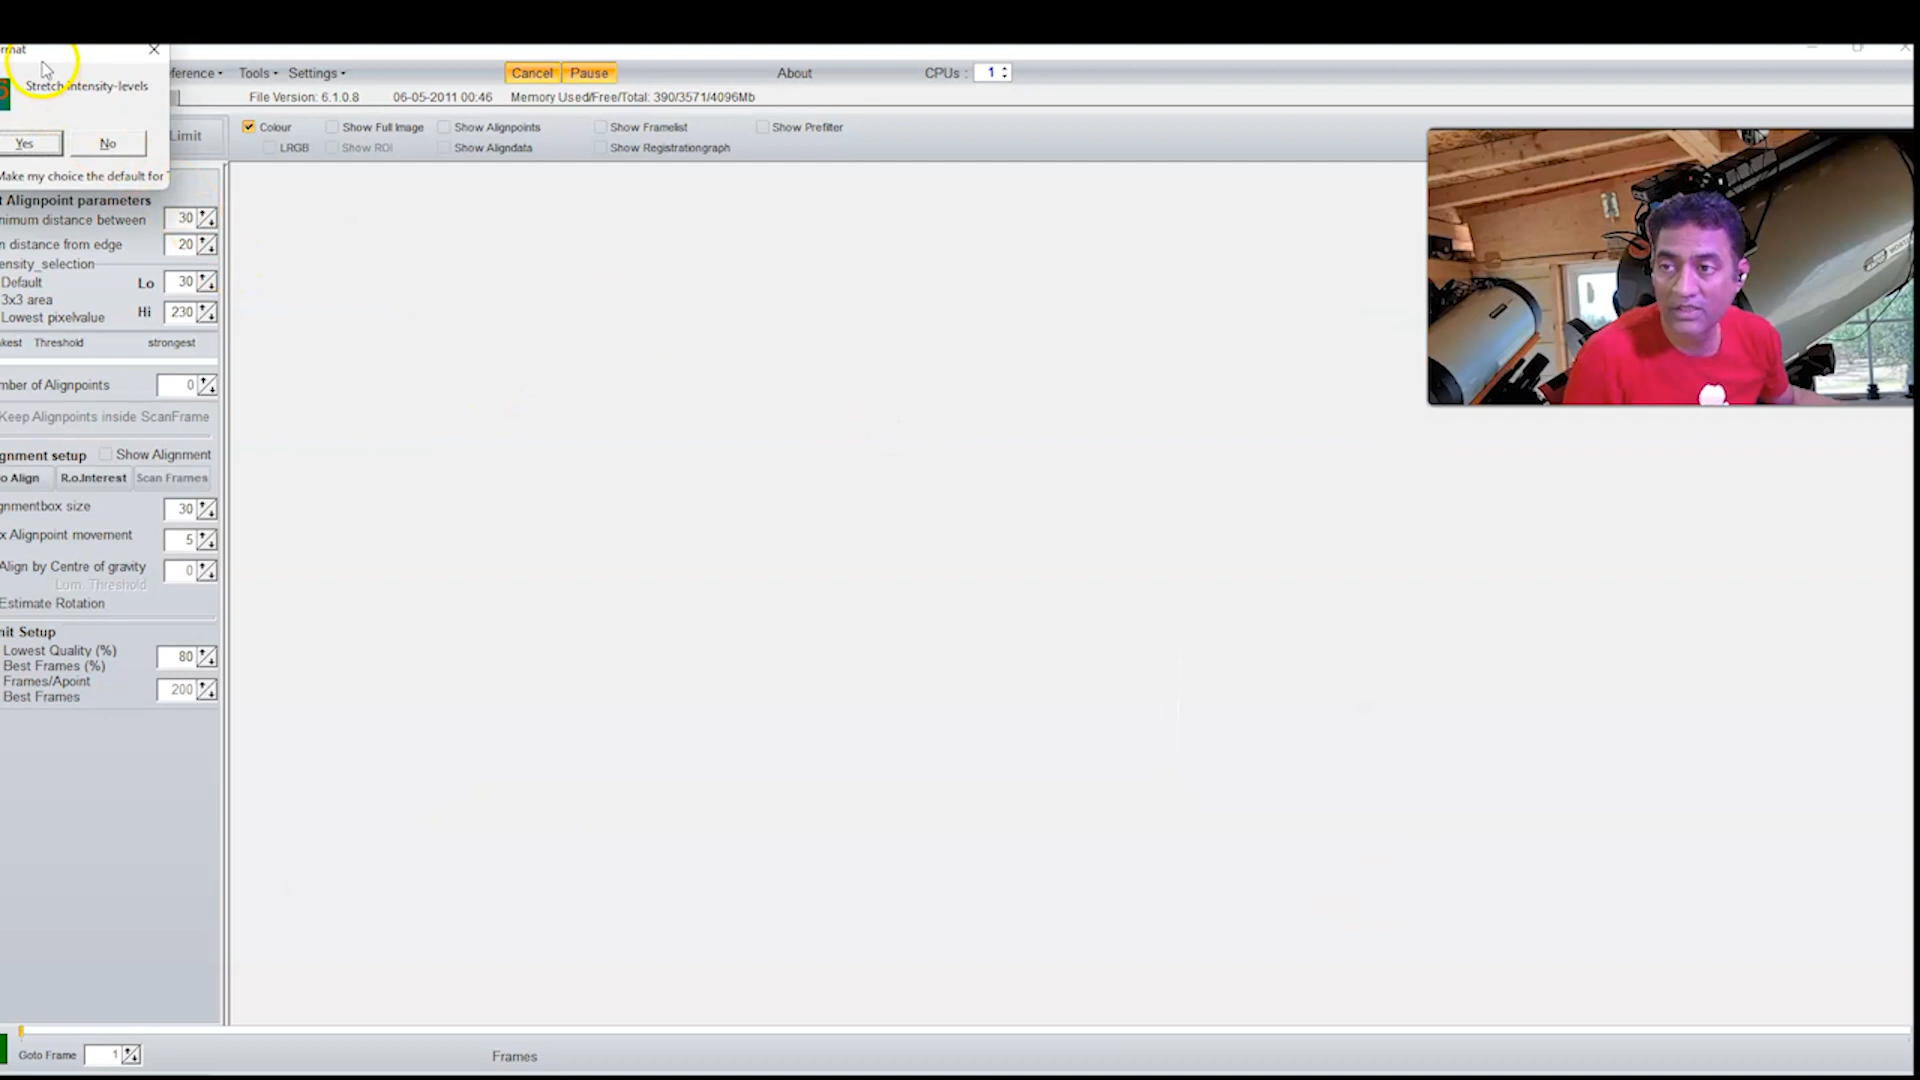 rmat
Stretch intensity-levels
Yes No
Make my choice the default for
ference Tools Settings Cancel Pause About CPUs : 1
File Version: 6.1.0.8 06-05-2011 00:46 Memory Used/Free/Total: 390/3571/4096Mb
Limit
Colour Show Full Image Show Alignpoints Show Framelist Show Prefilter
LRGB Show ROI Show Aligndata Show Registrationgraph
t Alignpoint parameters
nimum distance between 30
n distance from edge 20
ensity_selection
Default Lo 30
3x3 area
Lowest pixelvalue Hi 230
akest Threshold strongest
mber of Alignpoints 0
Keep Alignpoints inside ScanFrame
gnment setup Show Alignment
o Align R.o.Interest Scan Frames
gnmentbox size 30
x Alignpoint movement 5
Align by Centre of gravity 0
Lum. Threshold
Estimate Rotation
mit Setup
Lowest Quality (%) 80
Best Frames (%)
Frames/Apoint
Best Frames 200
Goto Frame 1 Frames